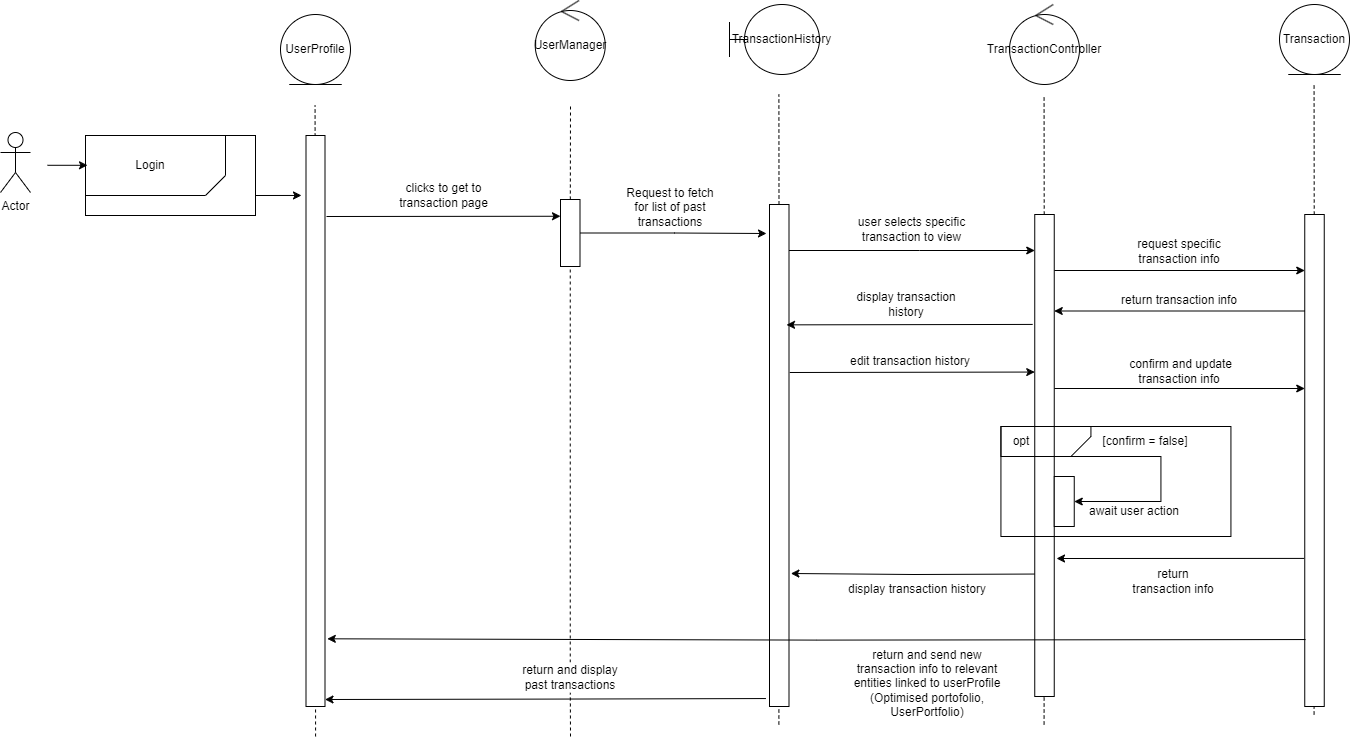 UserProfile
UserManager
TransactionHistory
TransactionController
Transaction
Actor
Login
clicks to get to
transaction page
Request to fetch
for list of past
transactions
user selects specific
transaction to view
request specific
transaction info
return transaction info
display transaction
history
edit transaction history
confirm and update
transaction info
opt
[confirm = false]
await user action
return
transaction info
display transaction history
return and send new
transaction info to relevant
entities linked to userProfile
(Optimised portofolio,
UserPortfolio)
return and display
past transactions